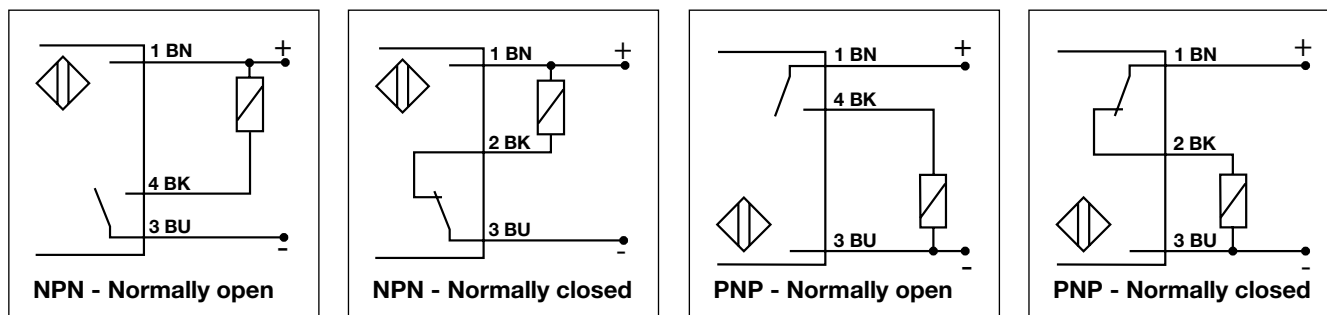 1 BN
+
4 BK
3 BU
-
NPN - Normally open
1 BN
+
2 BK
3 BU
-
NPN - Normally closed
1 BN
+
4 BK
3 BU
-
PNP - Normally open
1 BN
+
2 BK
3 BU
-
PNP - Normally closed